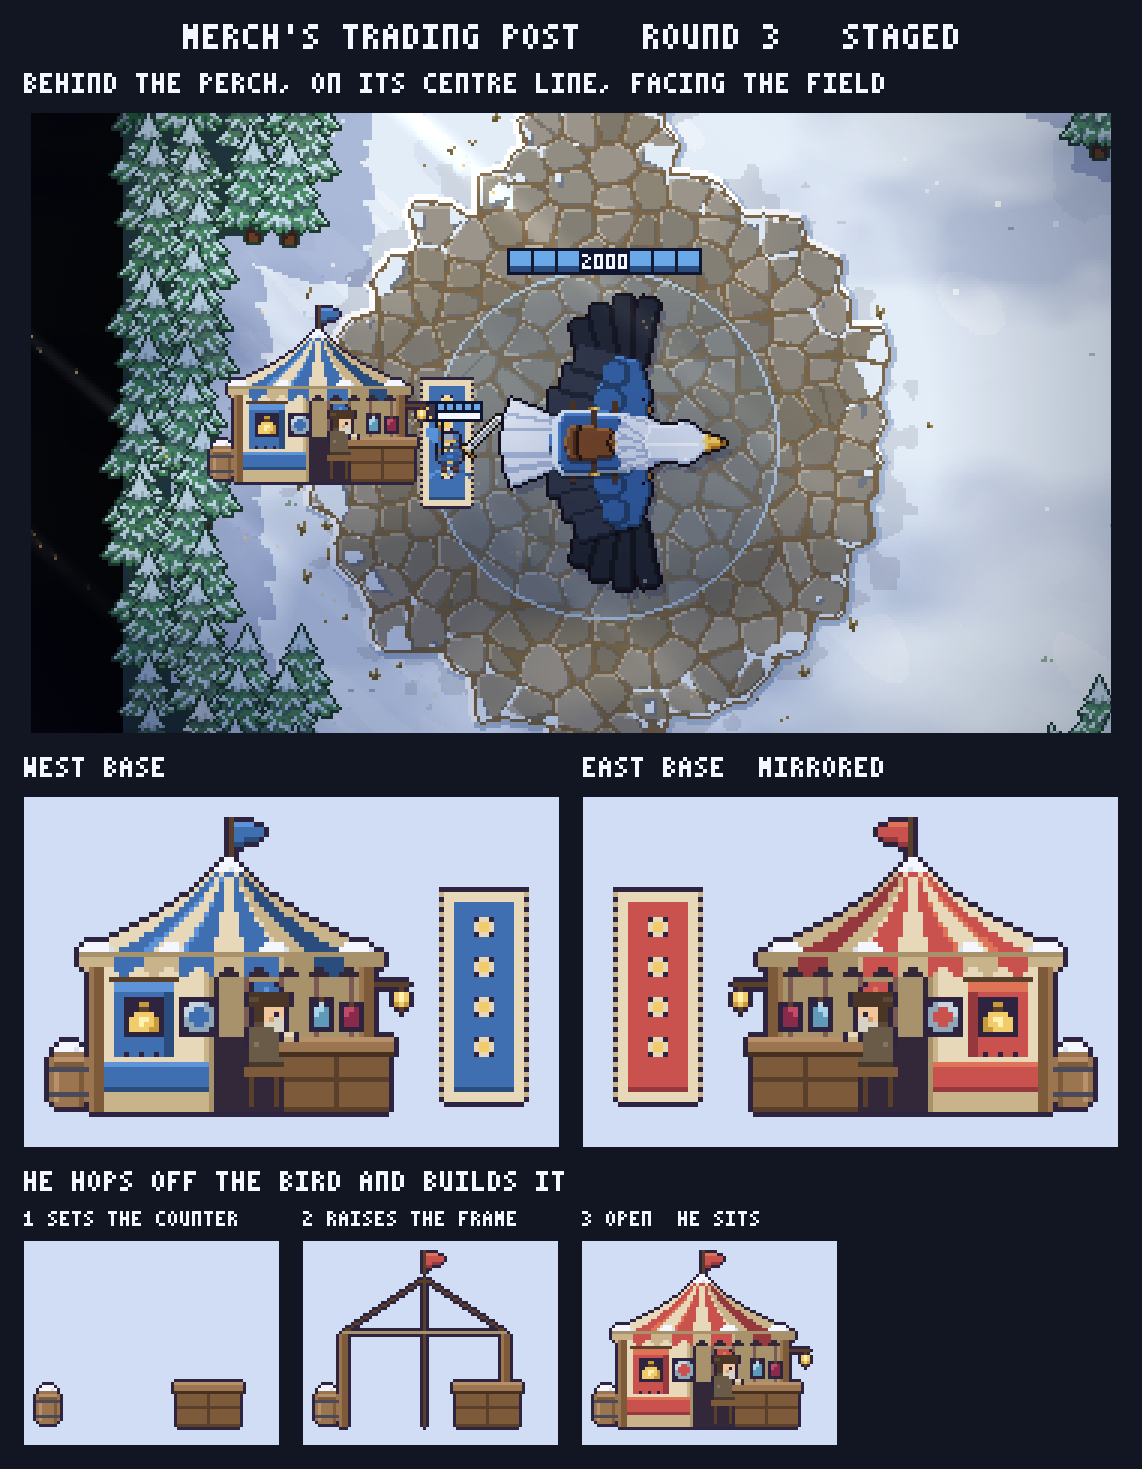 MERCH'S TRADING POST ROUND 3 STAGED
BEHIND THE PERCH, ON ITS CENTRE LINE, FACING THE FIELD
2000
WEST BASE
EAST BASE MIRRORED
HE HOPS OFF THE BIRD AND BUILDS IT
1 SETS THE COUNTER
2 RAISES THE FRAME
3 OPEN HE SITS